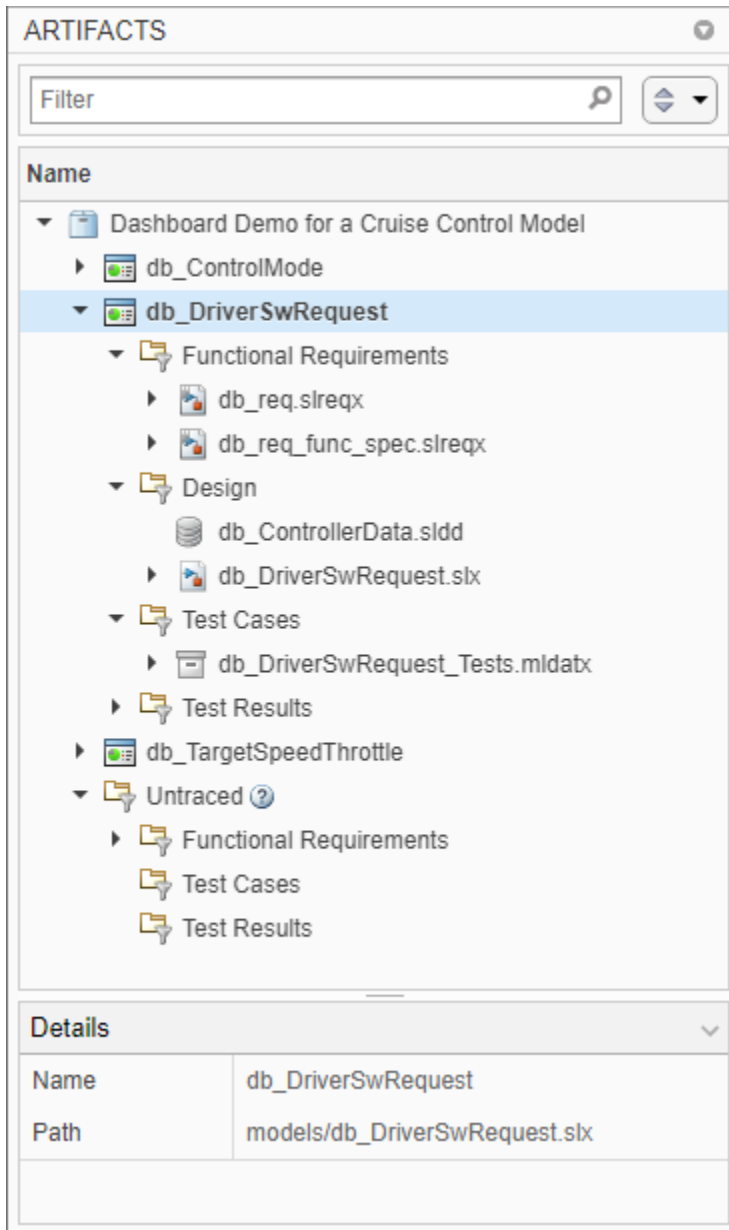 ARTIFACTS
Filter
Name
Dashboard Demo for a Cruise Control Model
db_ControlMode
db_DriverSwRequest
Functional Requirements
db_req.slreqx
db_req_func_spec.slreqx
Design
db_ControllerData.sldd
db_DriverSwRequest.slx
Test Cases
db_DriverSwRequest_Tests.mldatx
Test Results
db_TargetSpeedThrottle
Untraced ?
Functional Requirements
Test Cases
Test Results
Details
Name db_DriverSwRequest
Path models/db_DriverSwRequest.slx